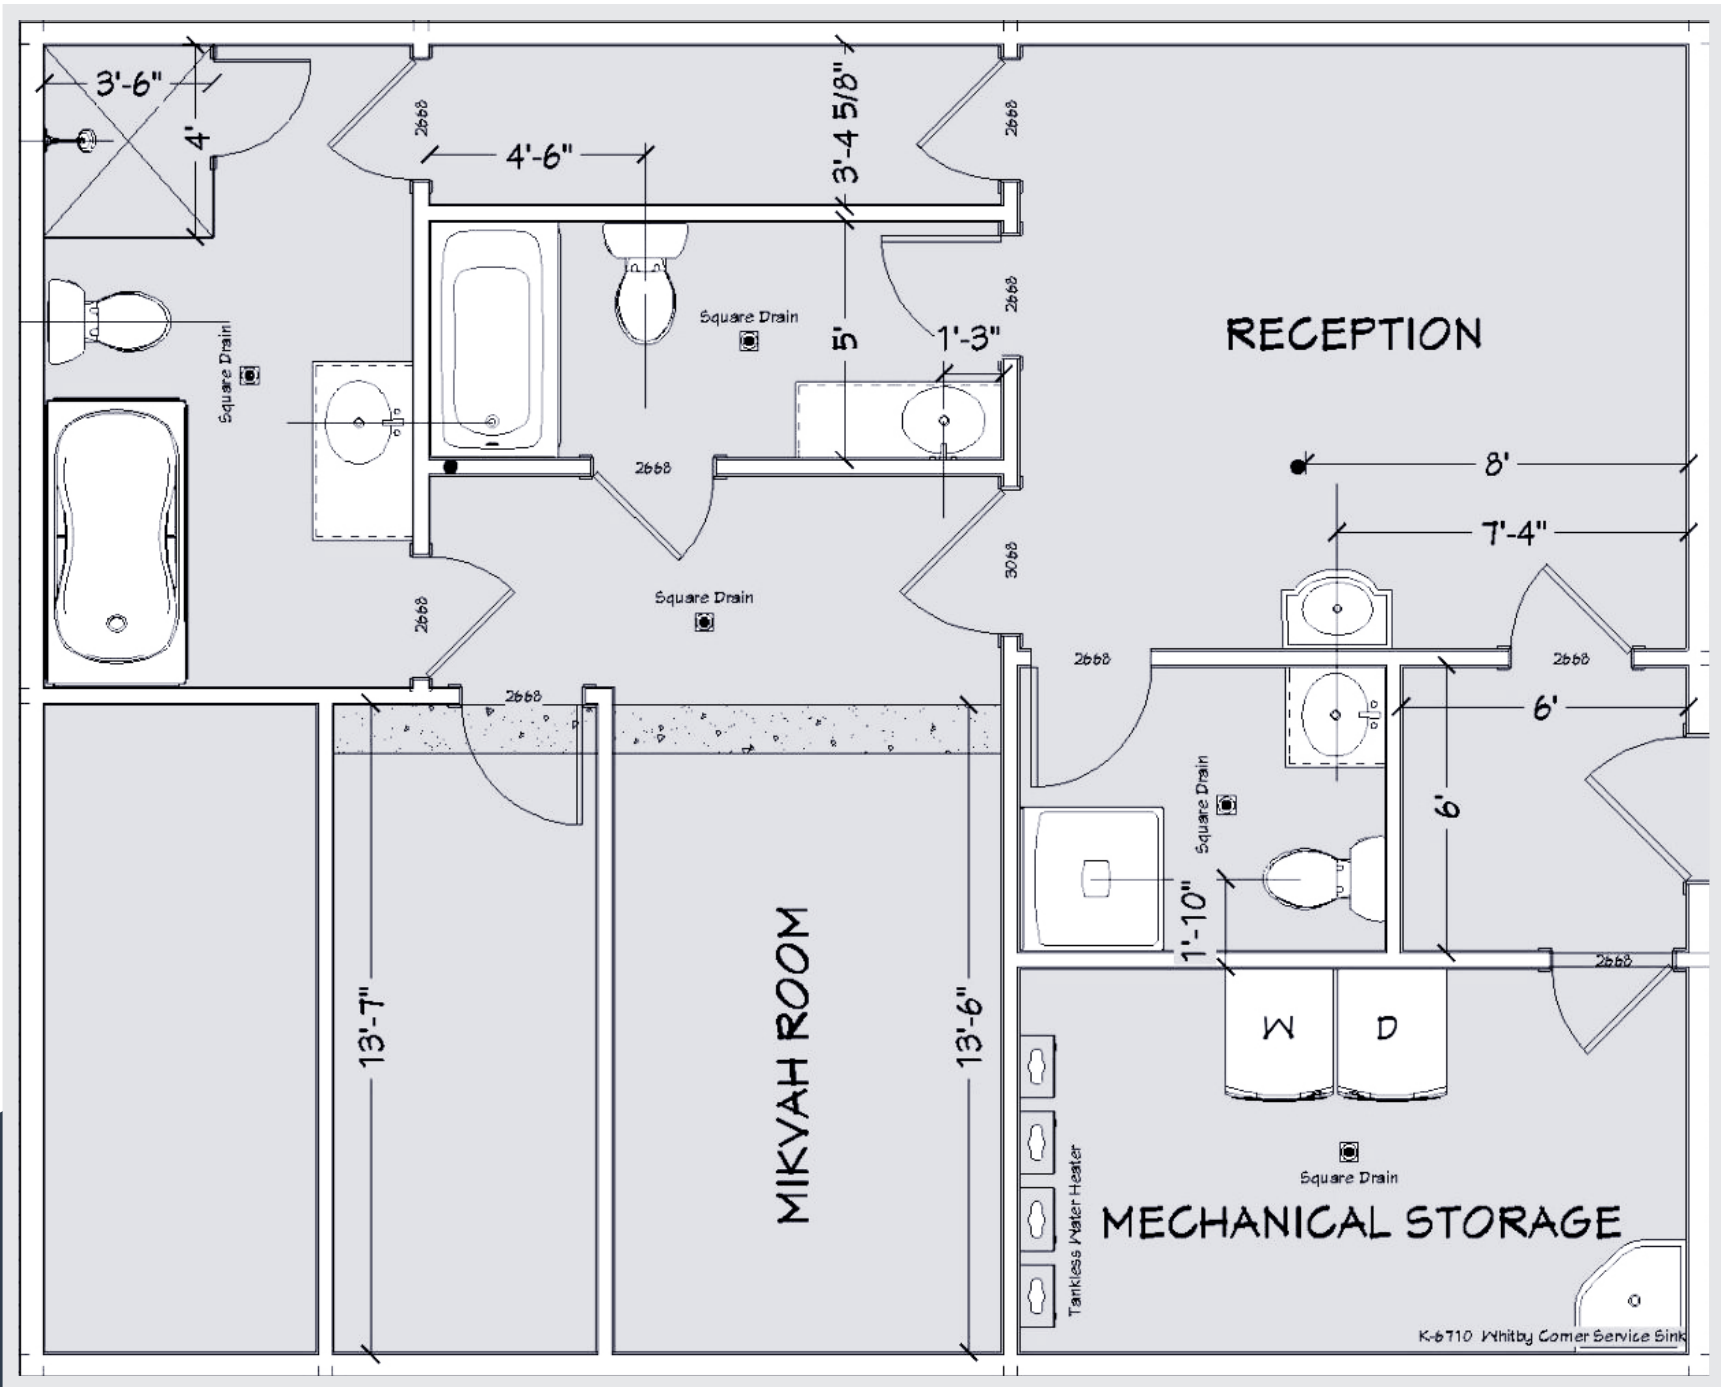 3'-6"
4'
2668
4'-6"
3'-4 5/8"
2668
Square Drain
5'
2668
1'-3"
RECEPTION
Square Drain
2668
8'
7'-4"
3068
Square Drain
2668
2668
2668
2668
6'
6'
Square Drain
1'-10"
2668
13'-7"
MIKVAH ROOM
13'-6"
W
D
Square Drain
Tankless Water Heater
MECHANICAL STORAGE
K-6710 Whitby Corner Service Sink